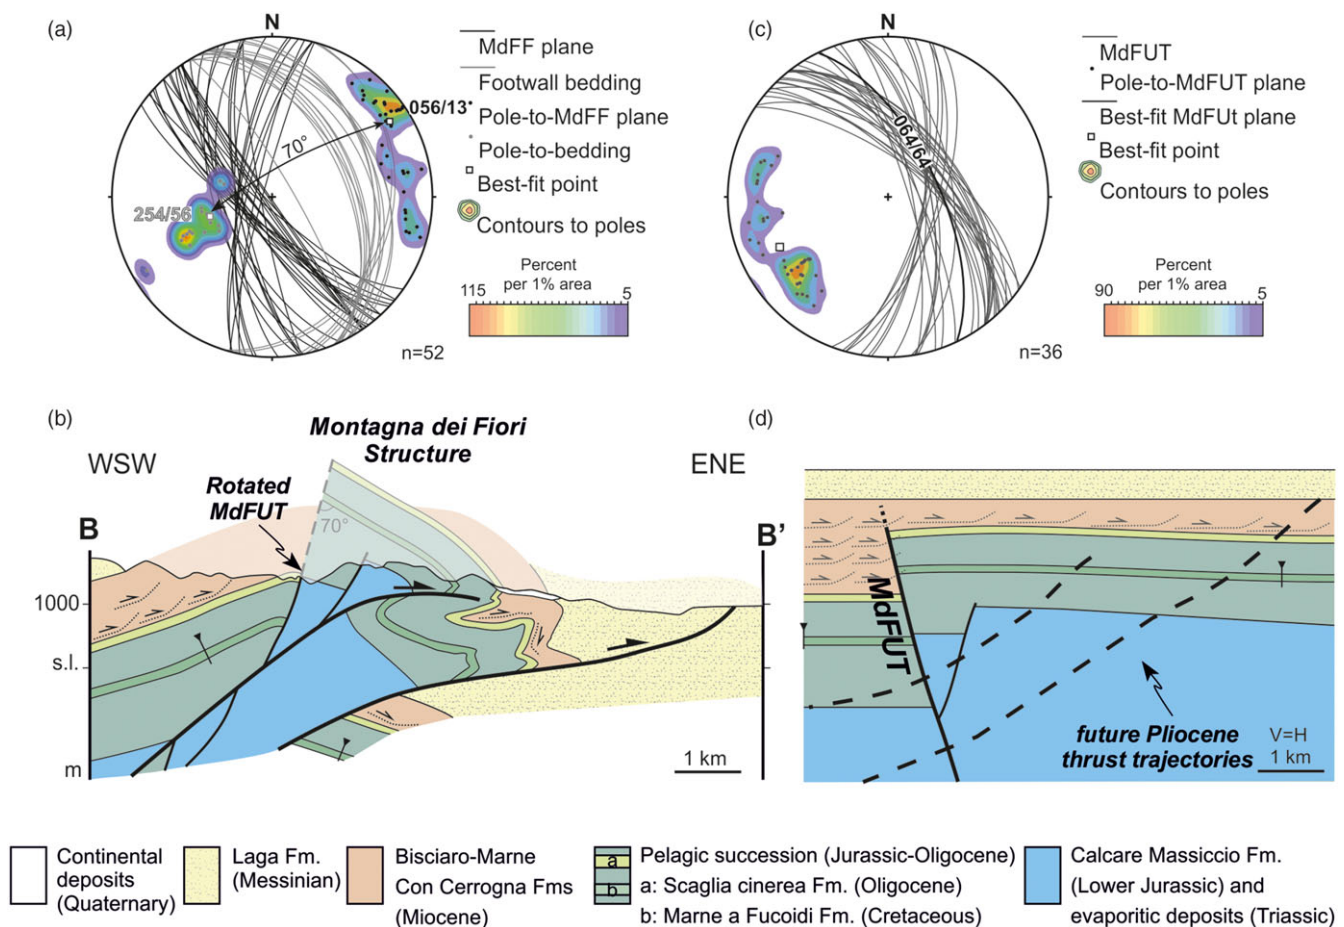 (a)
N
MdFF plane
Footwall bedding
Pole-to-MdFF plane
Pole-to-bedding
Best-fit point
Contours to poles
056/13
70°
254/56
Percent
per 1% area
115
5
n=52
(c)
N
MdFUT
Pole-to-MdFUT plane
Best-fit MdFUt plane
Best-fit point
Contours to poles
064/64
Percent
per 1% area
90
5
n=36
(b)
Montagna dei Fiori
Structure
WSW
ENE
Rotated
MdFUT
70°
B
B'
1000
s.l.
m
1 km
(d)
MdFUT
future Pliocene
thrust trajectories
V=H
1 km
Continental
deposits
(Quaternary)
Laga Fm.
(Messinian)
Bisciaro-Marne
Con Cerrogna Fms
(Miocene)
a
b
Pelagic succession (Jurassic-Oligocene)
a: Scaglia cinerea Fm. (Oligocene)
b: Marne a Fucoidi Fm. (Cretaceous)
Calcare Massiccio Fm.
(Lower Jurassic) and
evaporitic deposits (Triassic)